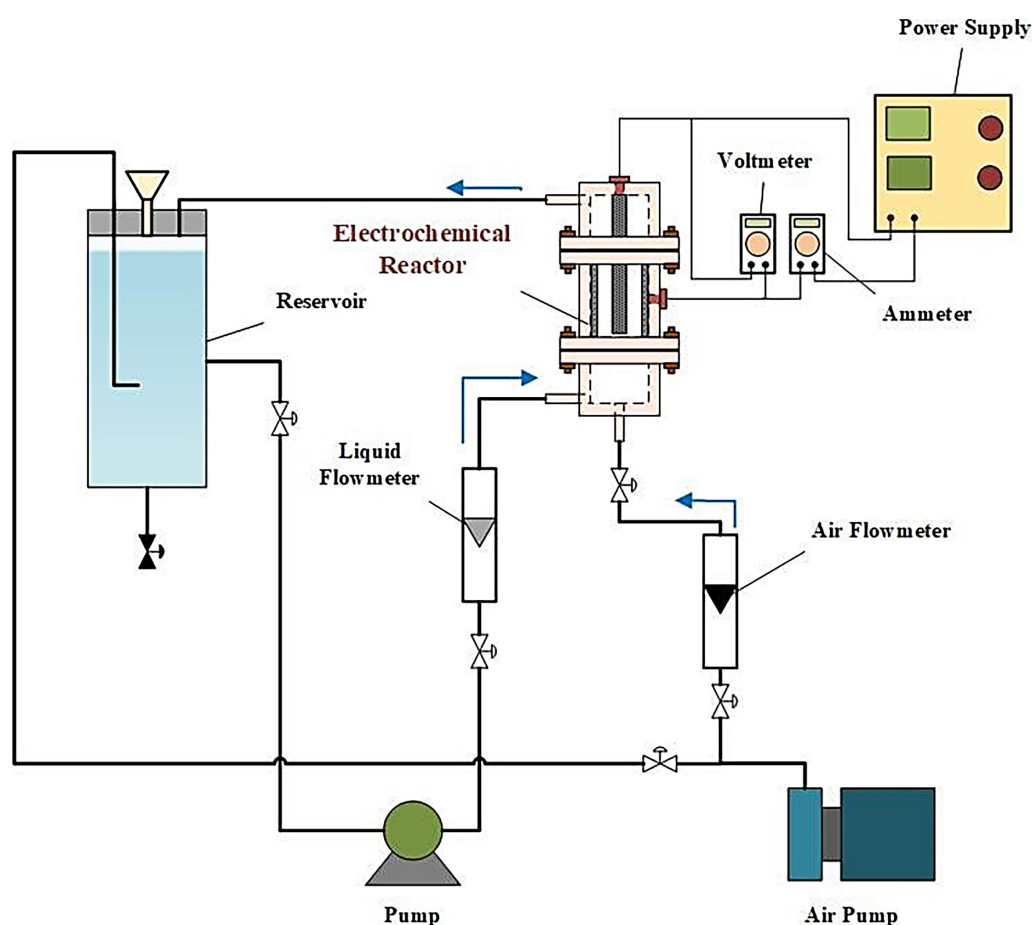 Power Supply
Voltmeter
Electrochemical
Reactor
Reservoir
Ammeter
Liquid
Flowmeter
Air Flowmeter
Pump
Air Pump